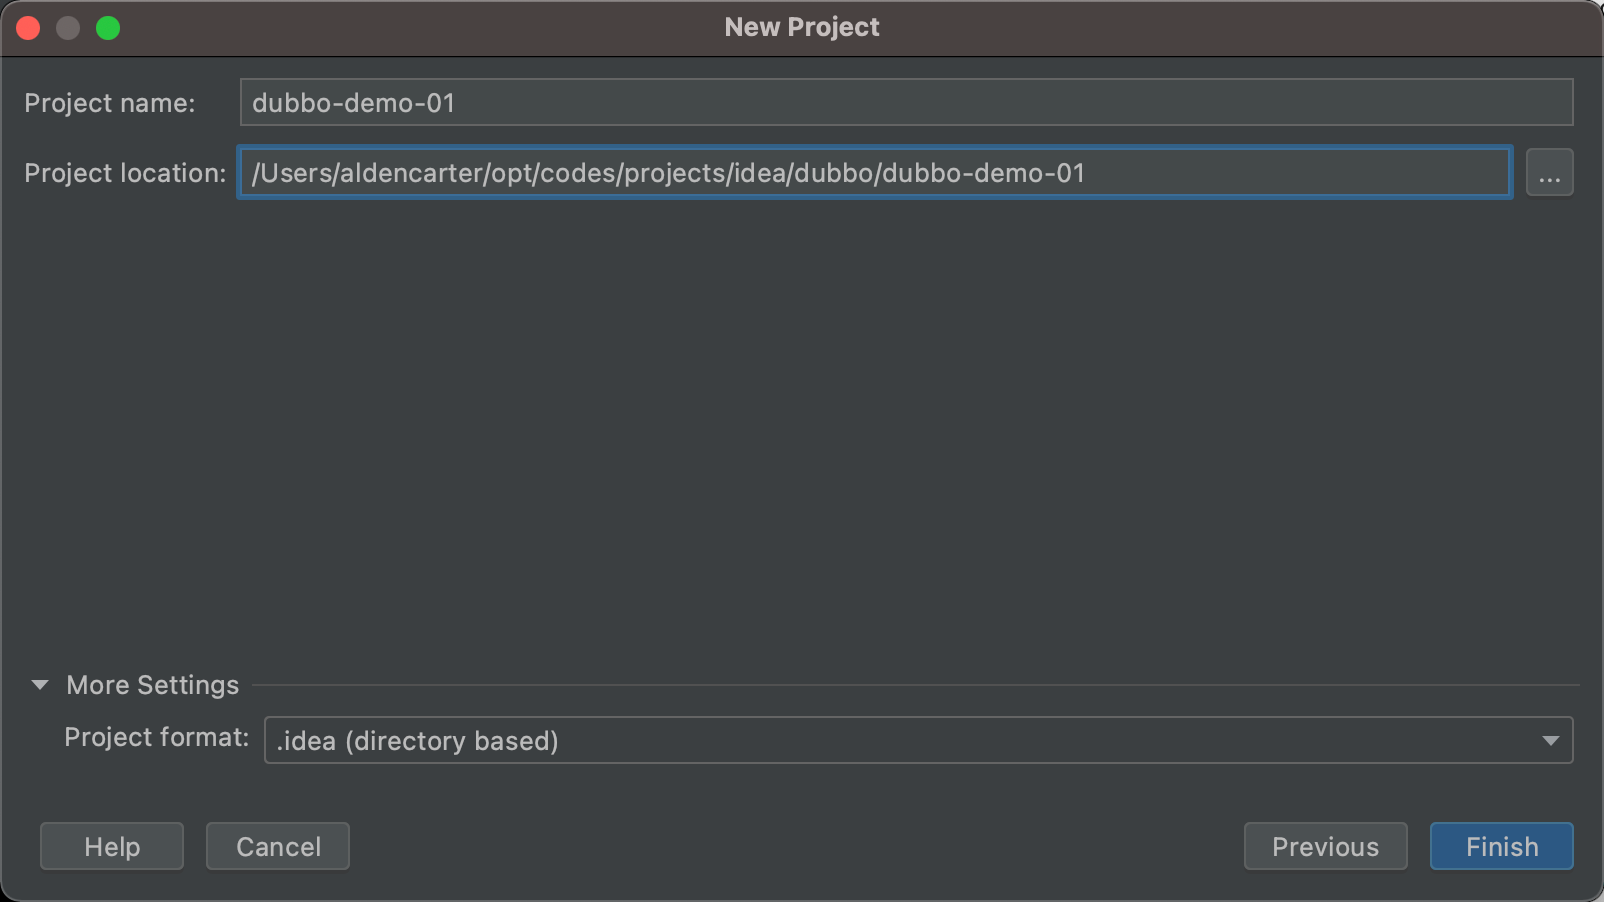 New Project
Project name: dubbo-demo-01
Project location: /Users/aldencarter/opt/codes/projects/idea/dubbo/dubbo-demo-01 ...
More Settings
Project format: .idea (directory based)
Help Cancel Previous Finish